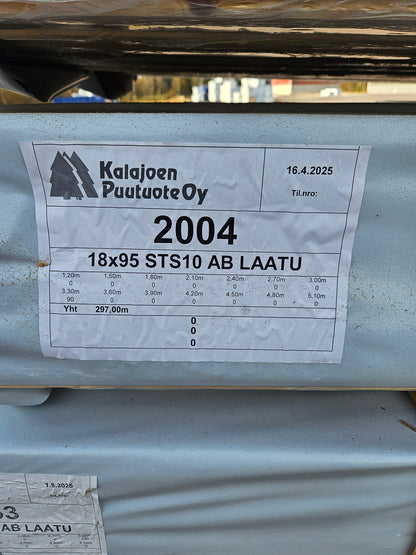 Kalajoen
Puutuote Oy
16.4.2025
Til.nro:
2004
18x95 STS10 AB LAATU
1,20m 1,50m 1,80m 2,10m 2,40m 2,70m 3,00m
0 0 0 0 0 0 0
3,30m 3,60m 3,90m 4,20m 4,50m 4,80m 5,10m
90 0 0 0 0 0 0
Yht 297,00m
0
0
0
1.9.2025
3
AB LAATU